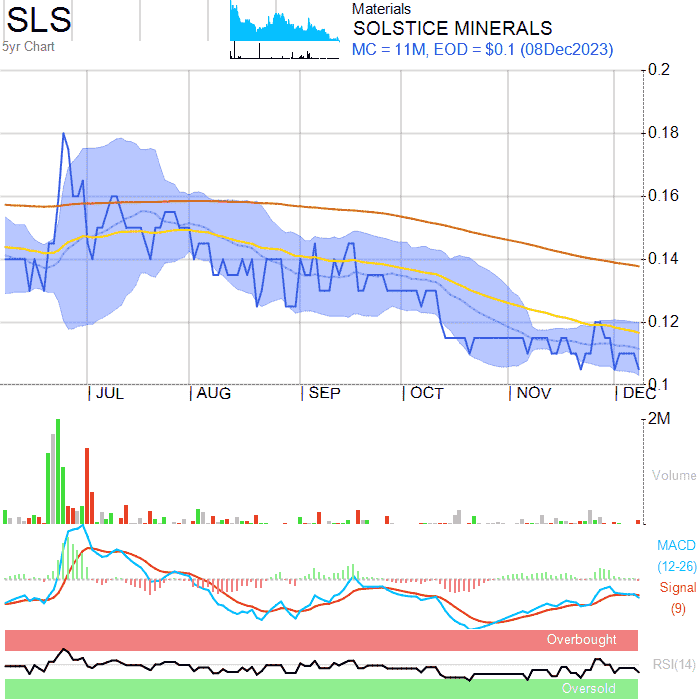 SLS
5yr Chart
Materials
SOLSTICE MINERALS
MC = 11M, EOD = $0.1 (08Dec2023)
0.2
0.18
0.16
0.14
0.12
0.1
JUL
AUG
SEP
OCT
NOV
DEC
2M
Volume
MACD
(12-26)
Signal
(9)
Overbought
RSI(14)
Oversold